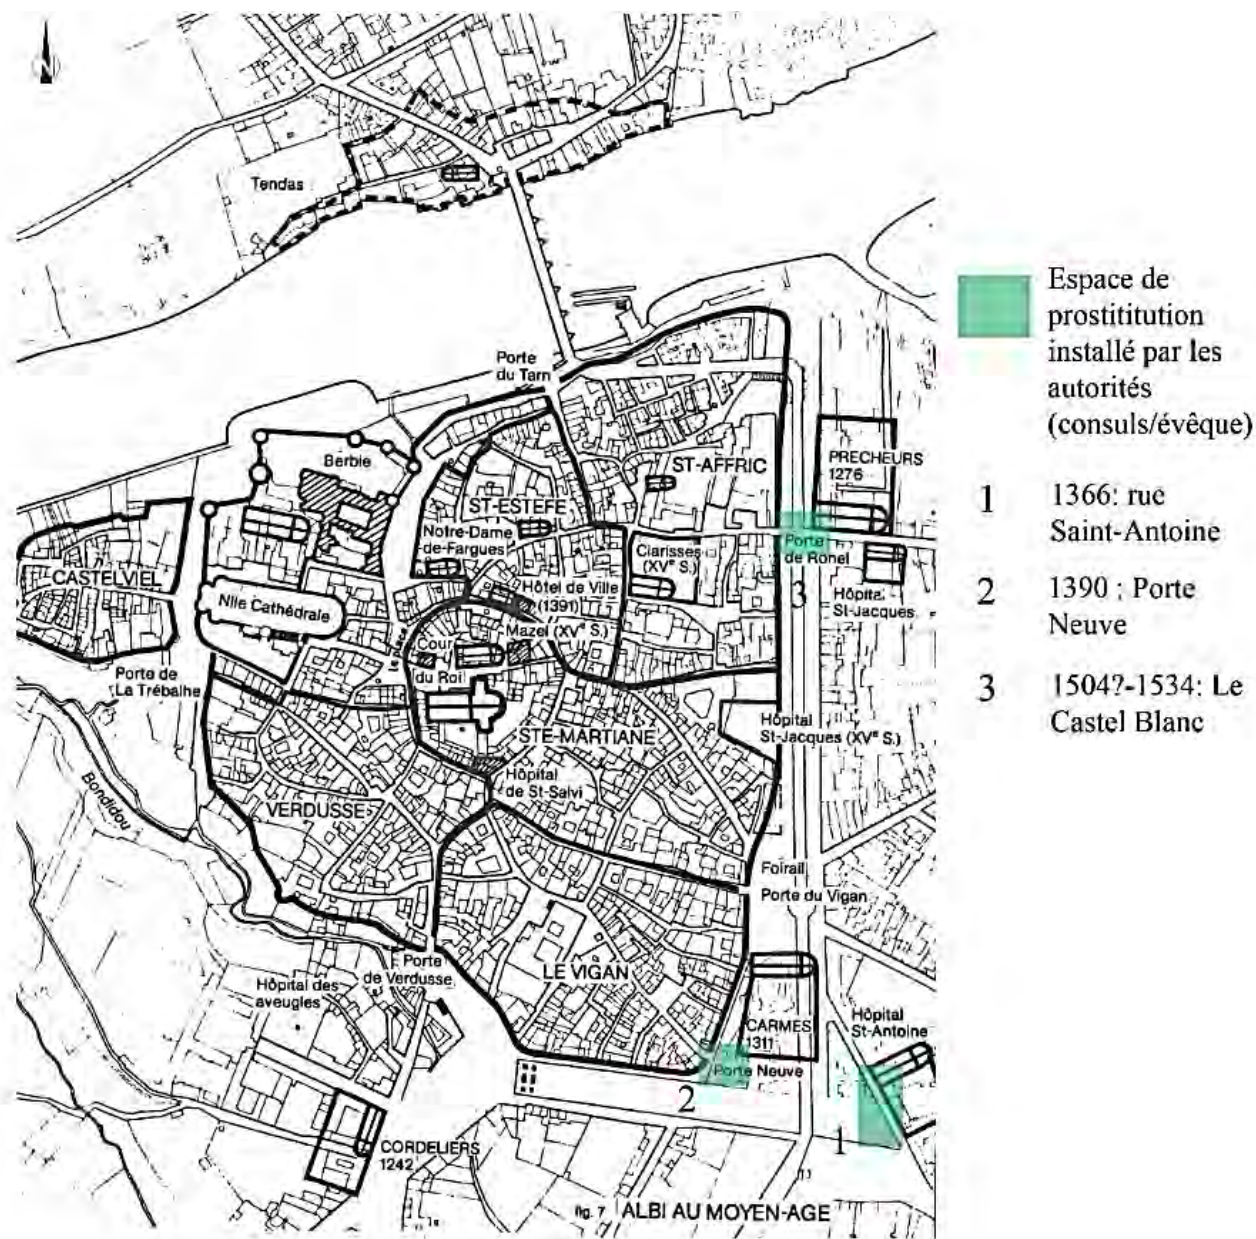 N
Tendas
Porte
du Tarn
Berbie
ST-AFFRIC
PRECHEURS
1276
ST-ESTEFE
Notre-Dame
de-Fargues
Clarisses
(XVe S.)
Porte
de Ronel
3
CASTELVIEL
Nlle Cathédrale
Hôtel de Ville
(1391)
Hôpital
St-Jacques
Mazel (XVe S.)
Cour
du Roi
Porte de
La Trébalhe
Hôpital
St-Jacques (XVe S.)
STE-MARTIANE
Hôpital
de St-Salvi
Bondidou
VERDUSSE
Foirail
Porte du Vigan
Porte
de Verdusse
LE VIGAN
Hôpital des
aveugles
Hôpital
St-Antoine
CARMES
1311
Porte Neuve
2
1
CORDELIERS
1242
fig. 7 ALBI AU MOYEN-AGE
Espace de
prostititution
installé par les
autorités
(consuls/évêque)
1 1366: rue
Saint-Antoine
2 1390 : Porte
Neuve
3 1504?-1534: Le
Castel Blanc